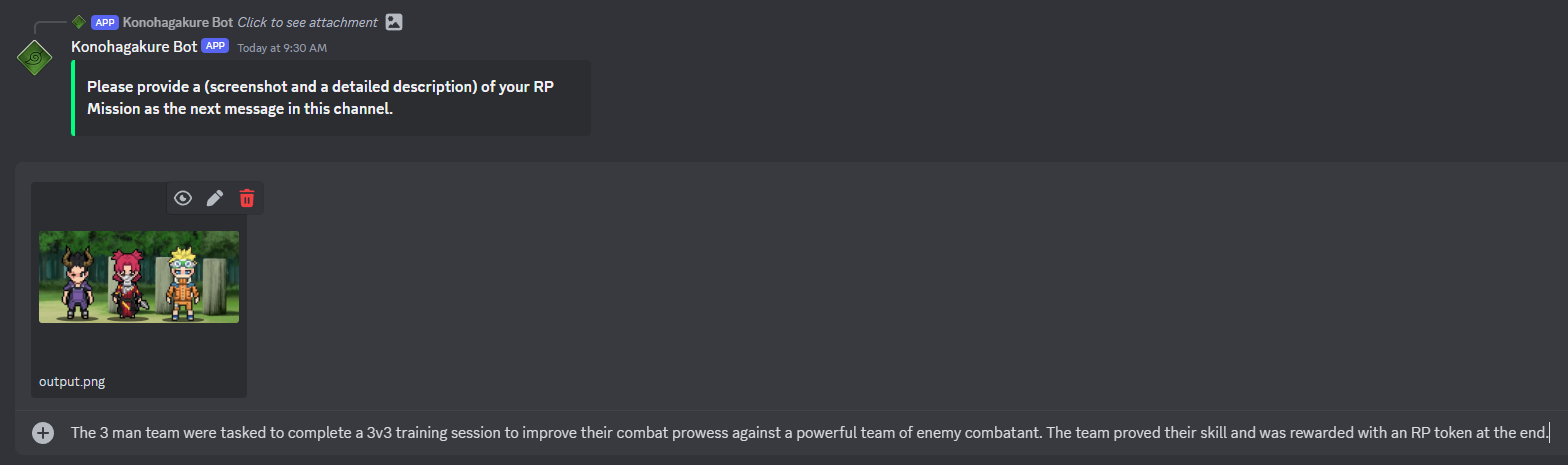 APP Konohagakure Bot Click to see attachment
Konohagakure Bot APP Today at 9:30 AM
Please provide a (screenshot and a detailed description) of your RP
Mission as the next message in this channel.
output.png
The 3 man team were tasked to complete a 3v3 training session to improve their combat prowess against a powerful team of enemy combatant. The team proved their skill and was rewarded with an RP token at the end.